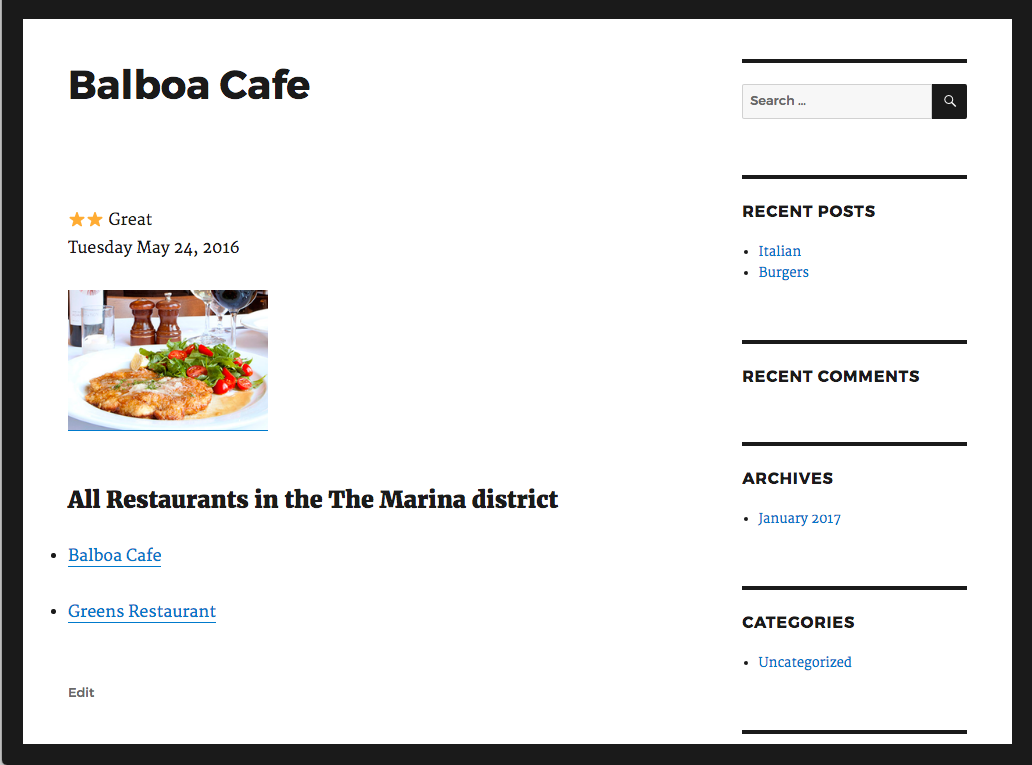 Balboa Cafe
Great
Tuesday May 24, 2016
All Restaurants in the The Marina district
Balboa Cafe
Greens Restaurant
Edit
Search ...
RECENT POSTS
Italian
Burgers
RECENT COMMENTS
ARCHIVES
January 2017
CATEGORIES
Uncategorized